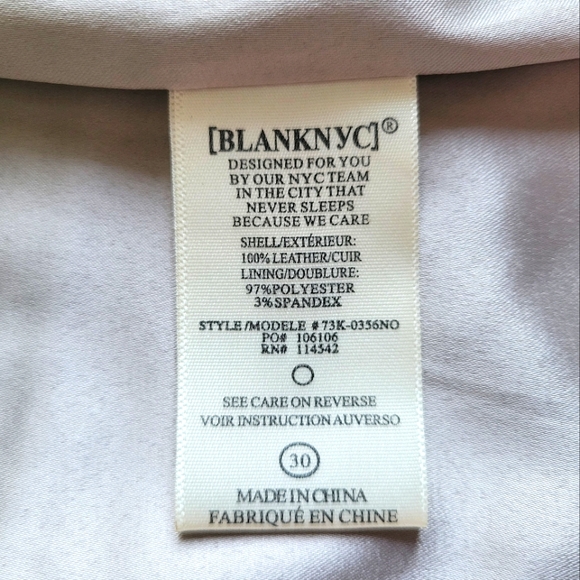 [BLANKNYC]®
DESIGNED FOR YOU
BY OUR NYC TEAM
IN THE CITY THAT
NEVER SLEEPS
BECAUSE WE CARE
SHELL/EXTÉRIEUR:
100% LEATHER/CUIR
LINING/DOUBLURE:
97%POLYESTER
3%SPANDEX
STYLE/MODELE # 73K-0356NO
PO# 106106
RN# 114542
SEE CARE ON REVERSE
VOIR INSTRUCTION AUVERSO
30
MADE IN CHINA
FABRIQUÉ EN CHINE